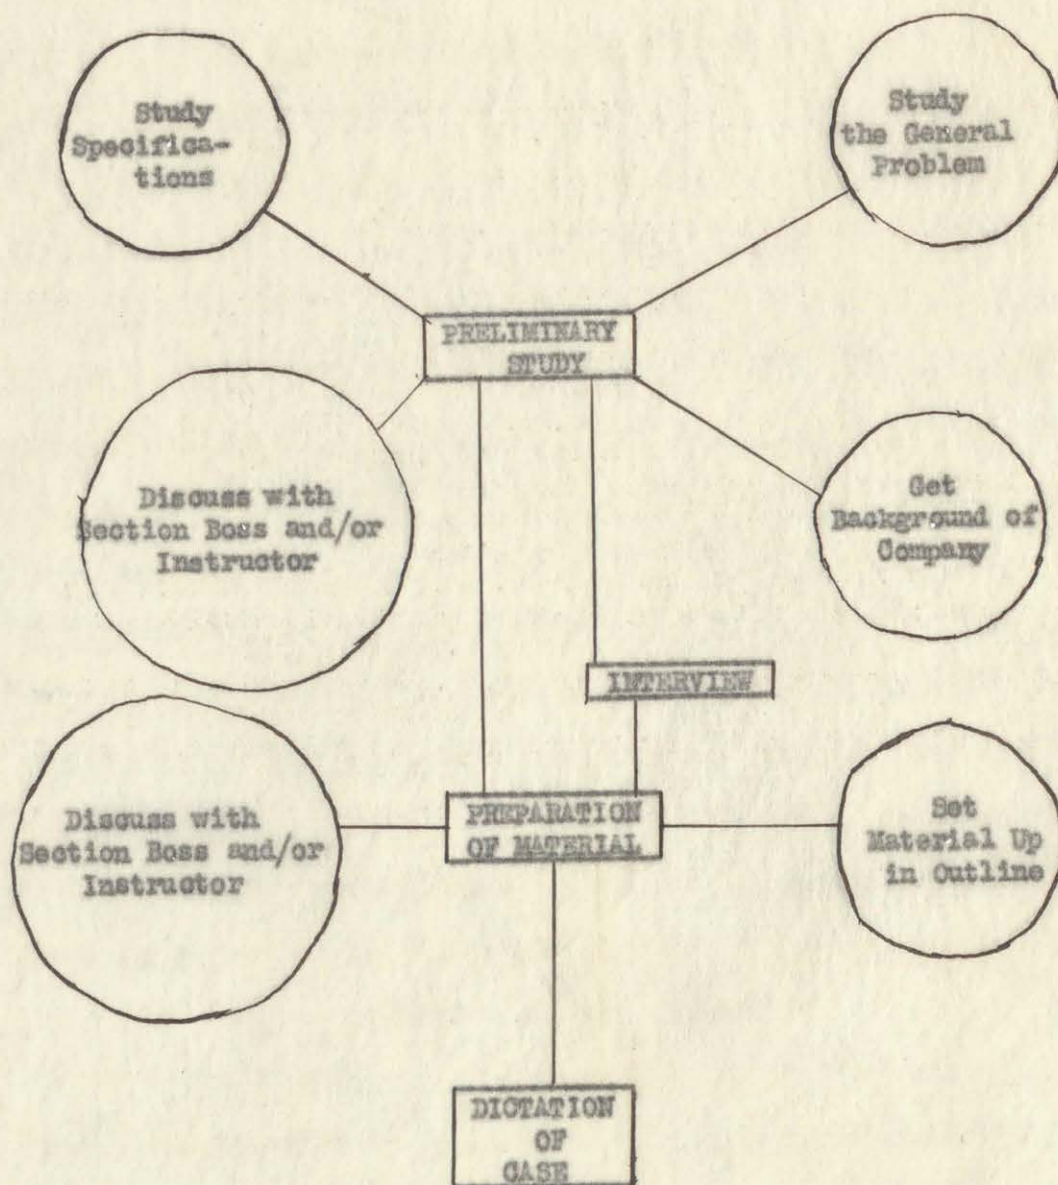 Study
Specifica-
tions
Study
the General
Problem
PRELIMINARY
STUDY
Discuss with
Section Boss and/or
Instructor
Get
Background of
Company
INTERVIEW
Discuss with
Section Boss and/or
Instructor
PREPARATION
OF MATERIAL
Set
Material Up
in Outline
DICTATION
OF
CASE